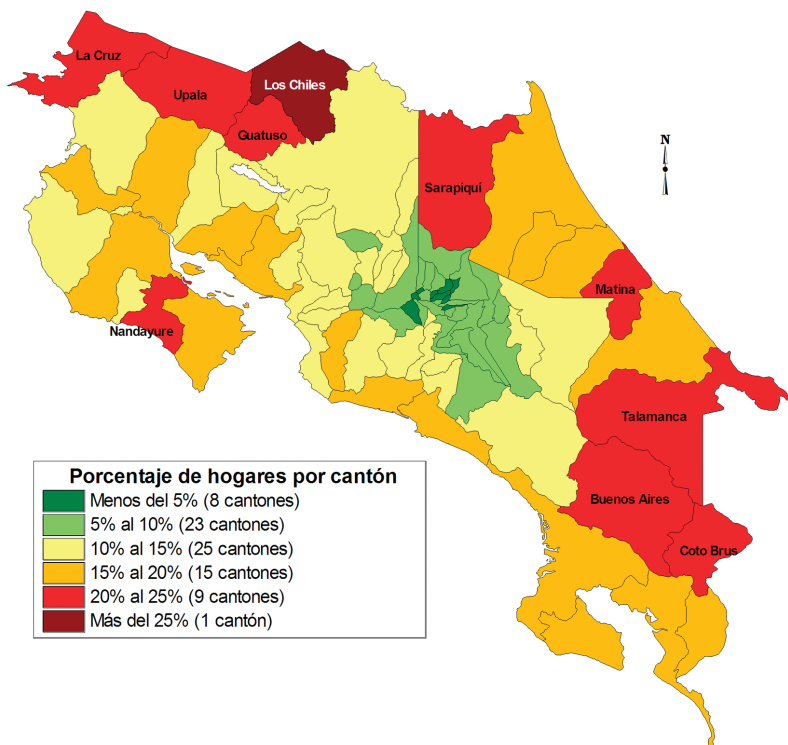 La Cruz
Upala
Los Chiles
Guatuso
N
Sarapiquí
Matina
Nandayure
Talamanca
Buenos Aires
Coto Brus
Porcentaje de hogares por cantón
Menos del 5% (8 cantones)
5% al 10% (23 cantones)
10% al 15% (25 cantones)
15% al 20% (15 cantones)
20% al 25% (9 cantones)
Más del 25% (1 cantón)